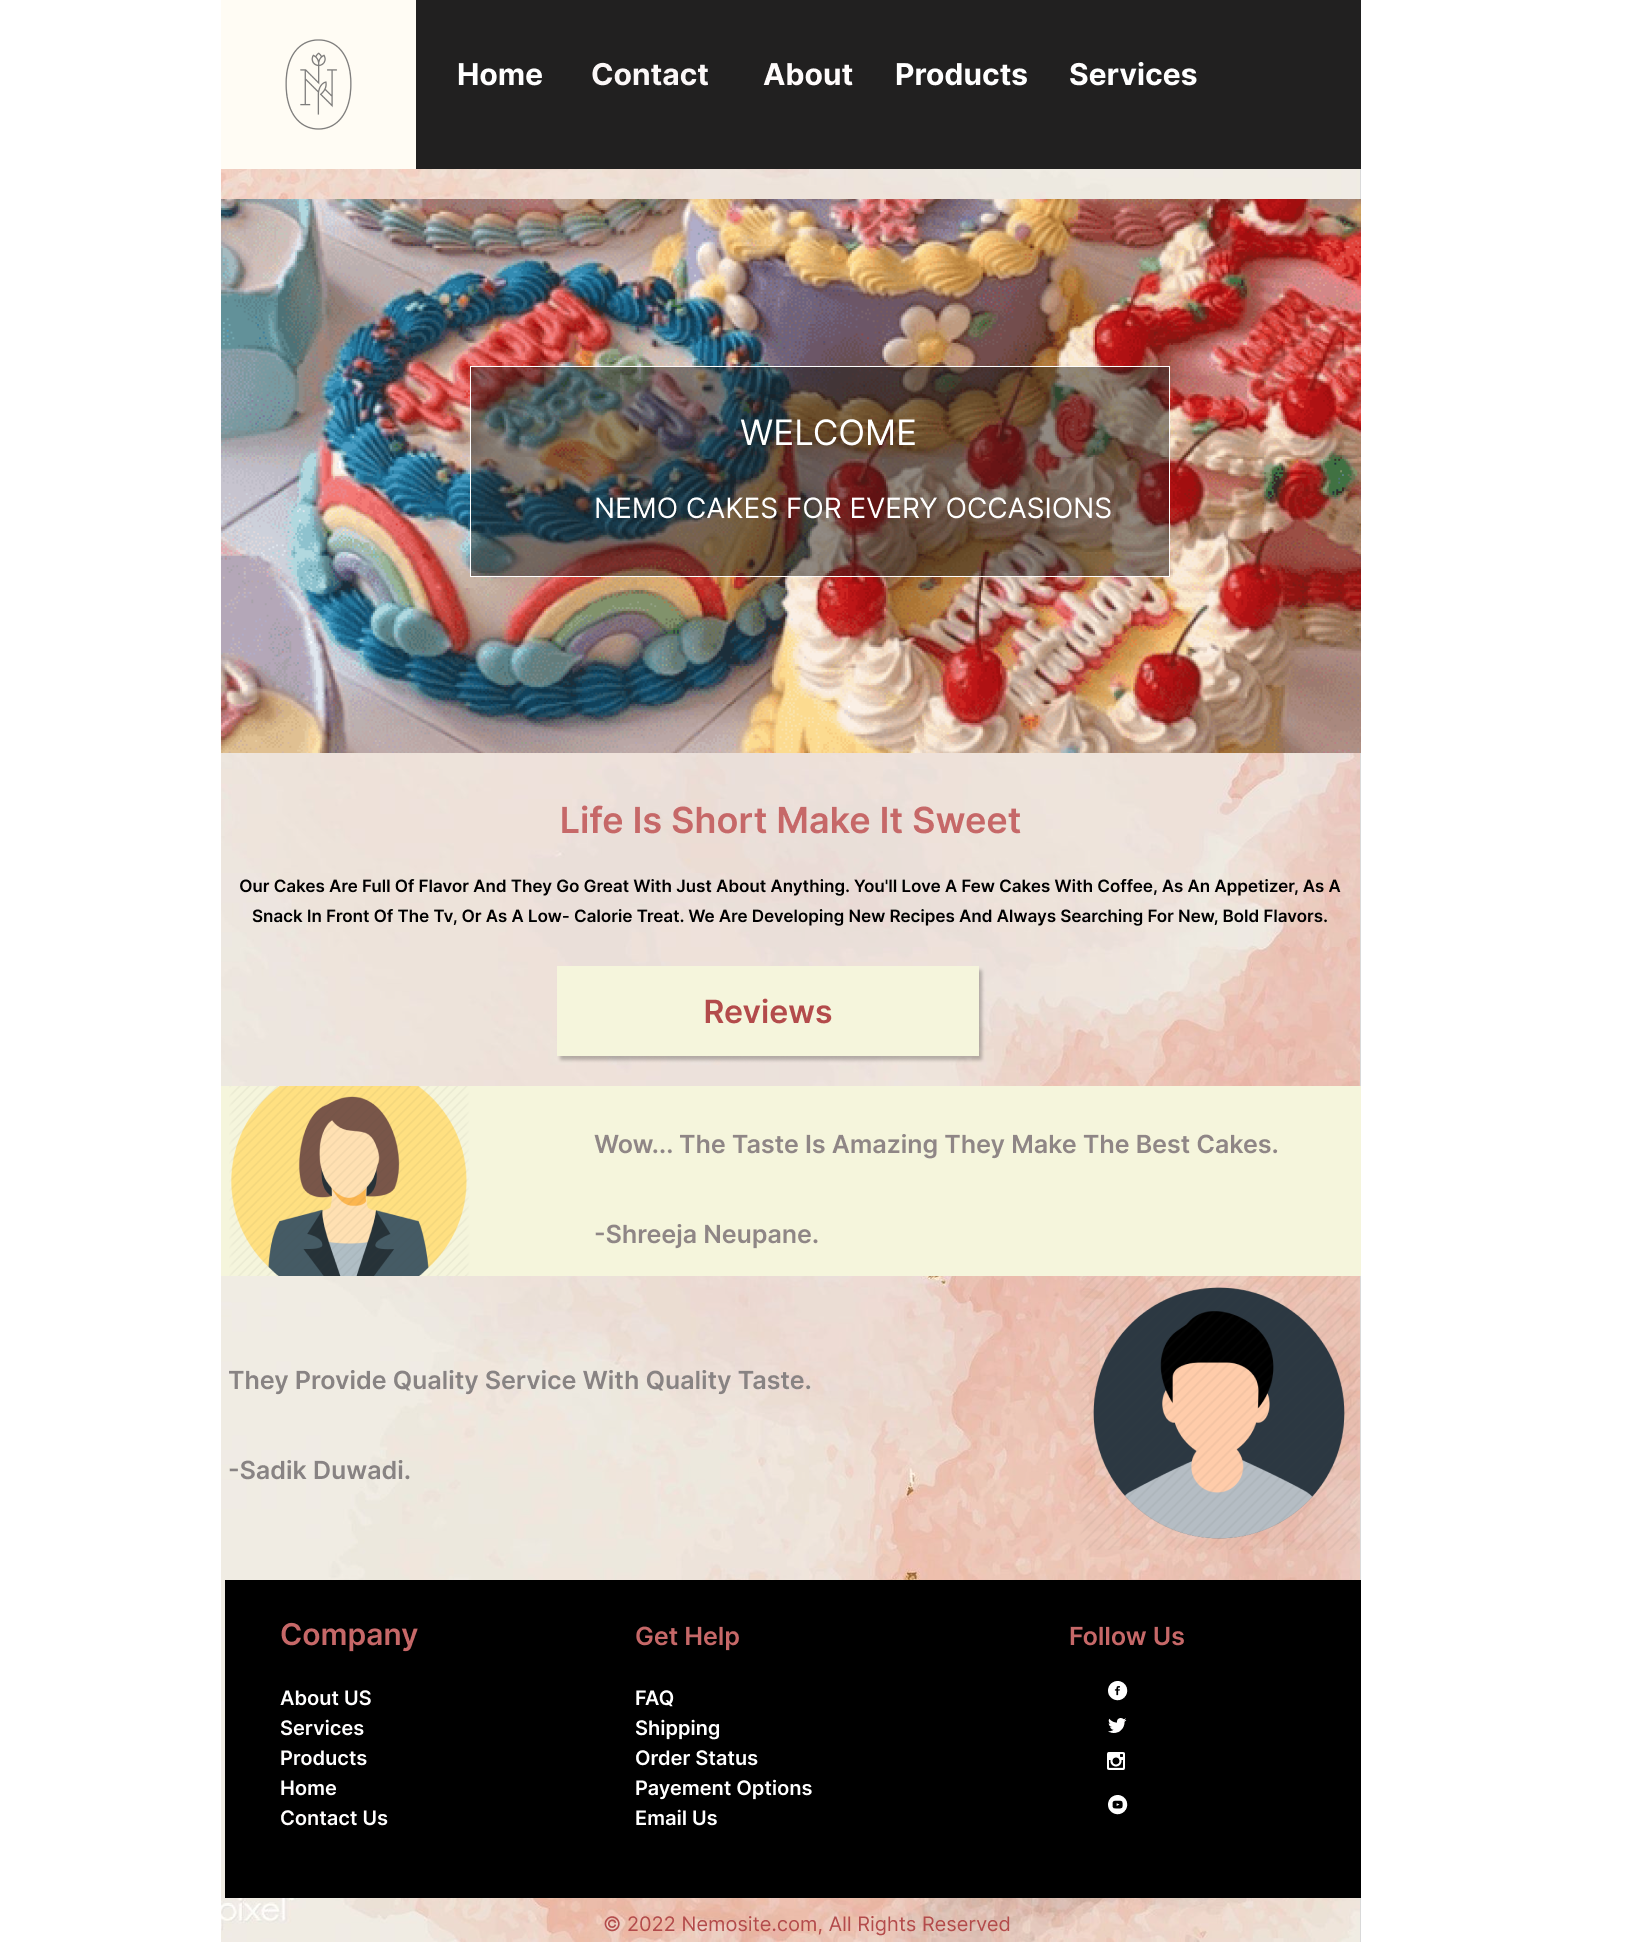 Home Contact About Products Services
WELCOME
NEMO CAKES FOR EVERY OCCASIONS
happy
birthday
Life Is Short Make It Sweet
Our Cakes Are Full Of Flavor And They Go Great With Just About Anything. You'll Love A Few Cakes With Coffee, As An Appetizer, As A
Snack In Front Of The Tv, Or As A Low- Calorie Treat. We Are Developing New Recipes And Always Searching For New, Bold Flavors.
Reviews
Wow... The Taste Is Amazing They Make The Best Cakes.
-Shreeja Neupane.
They Provide Quality Service With Quality Taste.
-Sadik Duwadi.
Company
About US
Services
Products
Home
Contact Us
Get Help
FAQ
Shipping
Order Status
Payement Options
Email Us
Follow Us
pixel
© 2022 Nemosite.com, All Rights Reserved